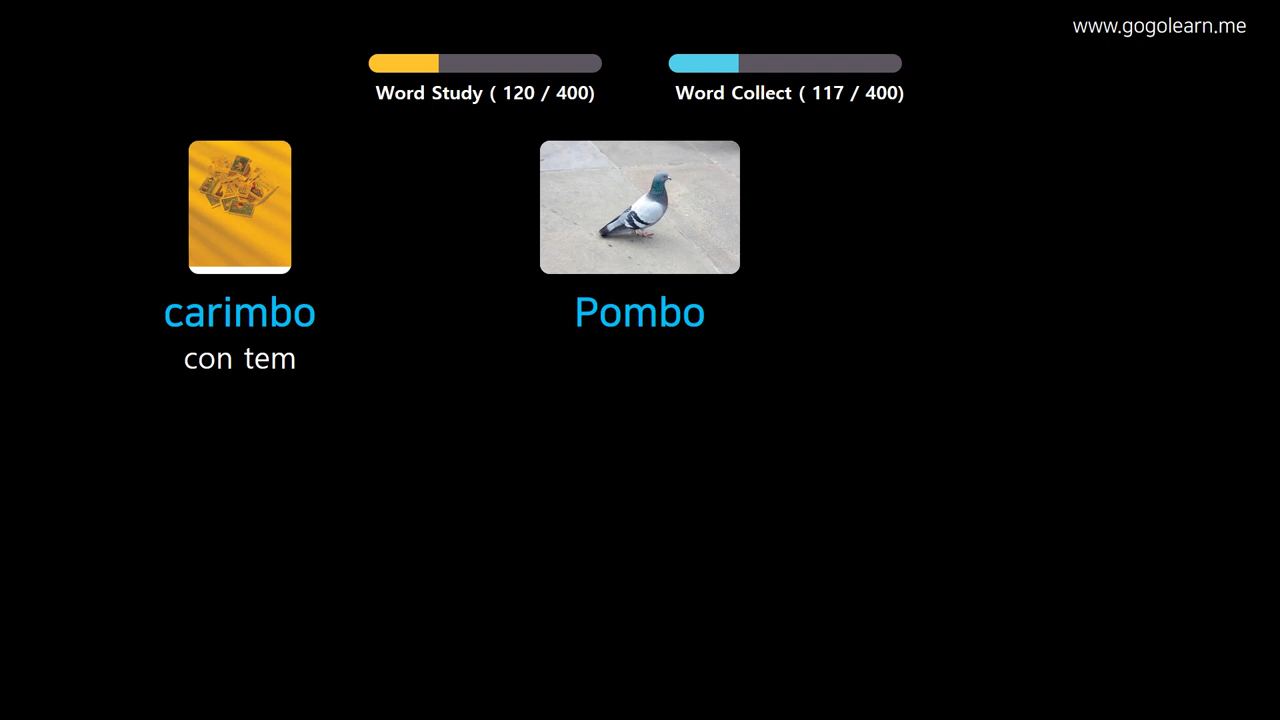 www.gogolearn.me
Word Study ( 120 / 400)
Word Collect ( 117 / 400)
carimbo
con tem
Pombo